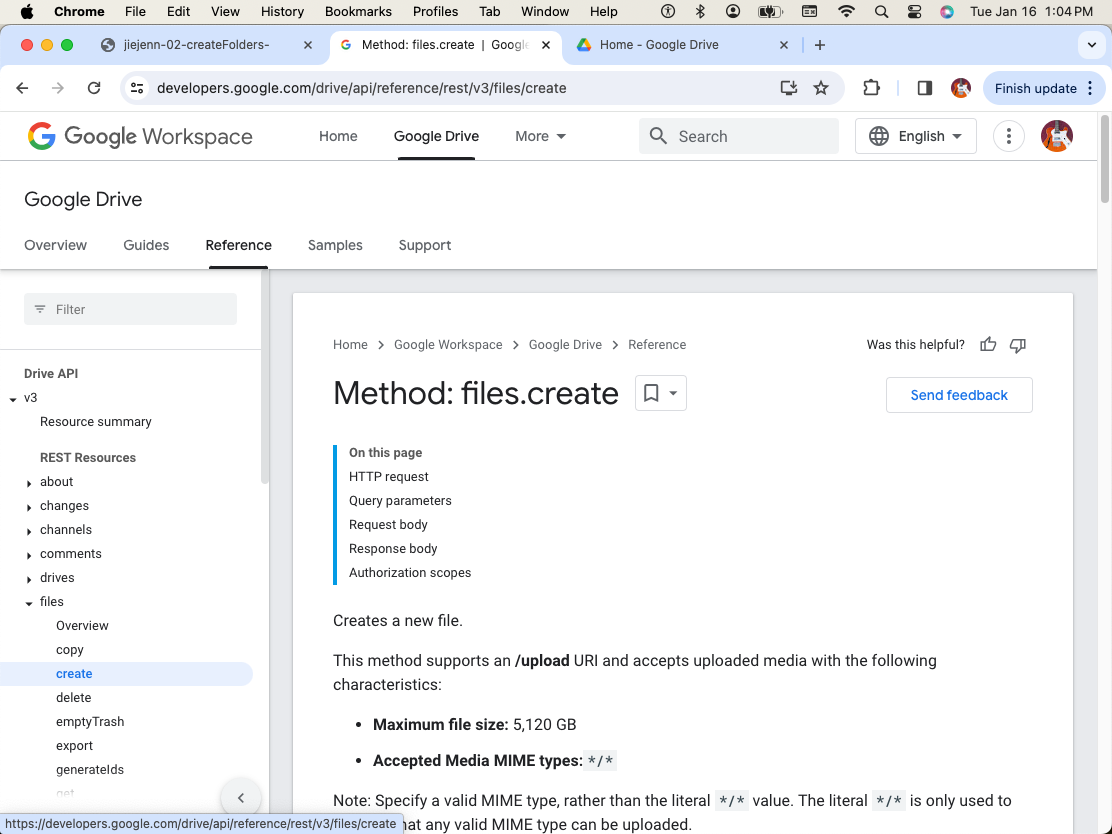 Chrome File Edit View History Bookmarks Profiles Tab Window Help Tue Jan 16 1:04 PM
jiejenn-02-createFolders-
Method: files.create | Google
Home - Google Drive
developers.google.com/drive/api/reference/rest/v3/files/create
Finish update
Google Workspace
Home
Google Drive
More
Search
English
Google Drive
Overview
Guides
Reference
Samples
Support
Filter
Drive API
v3
Resource summary
REST Resources
about
changes
channels
comments
drives
files
Overview
copy
create
delete
emptyTrash
export
generateIds
get
Home > Google Workspace > Google Drive > Reference
Was this helpful?
Method: files.create
Send feedback
On this page
HTTP request
Query parameters
Request body
Response body
Authorization scopes
Creates a new file.
This method supports an /upload URI and accepts uploaded media with the following
characteristics:
• Maximum file size: 5,120 GB
• Accepted Media MIME types: */*
Note: Specify a valid MIME type, rather than the literal */* value. The literal */* is only used to
hat any valid MIME type can be uploaded.
https://developers.google.com/drive/api/reference/rest/v3/files/create